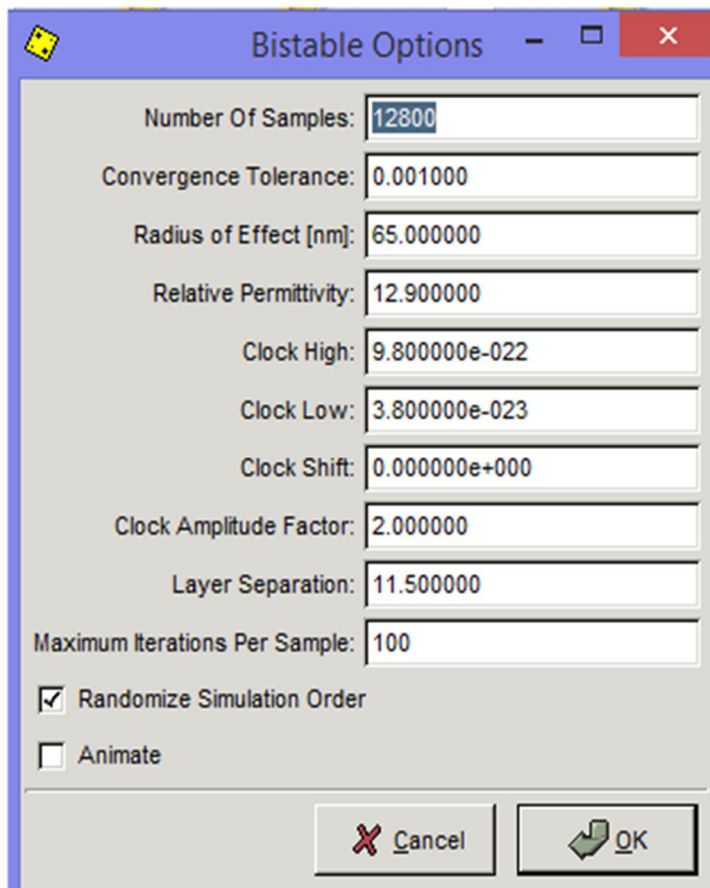 Bistable Options
Number Of Samples: 12800
Convergence Tolerance: 0.001000
Radius of Effect [nm]: 65.000000
Relative Permittivity: 12.900000
Clock High: 9.800000e-022
Clock Low: 3.800000e-023
Clock Shift: 0.000000e+000
Clock Amplitude Factor: 2.000000
Layer Separation: 11.500000
Maximum Iterations Per Sample: 100
Randomize Simulation Order
Animate
Cancel OK